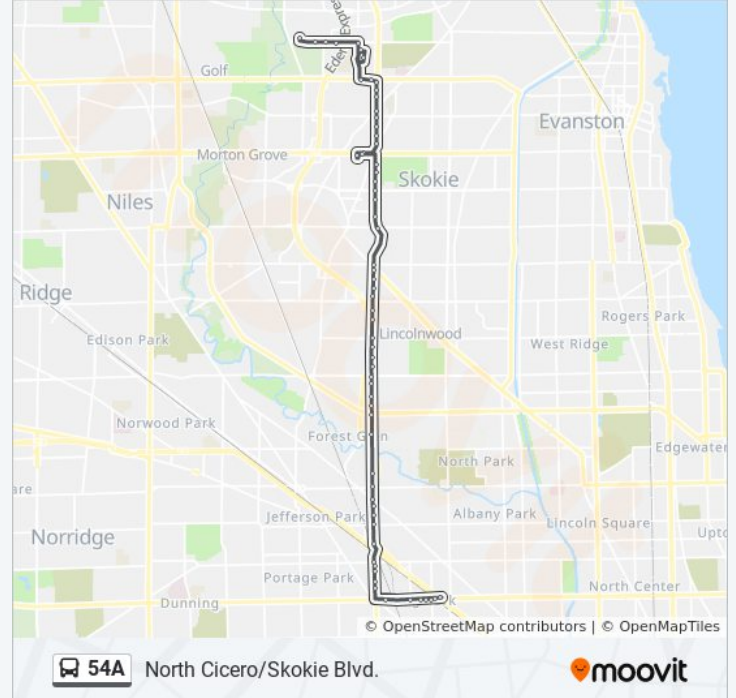 Golf
Evanston
Morton Grove
Skokie
Niles
Ridge
Rogers Park
Edison Park
Lincolnwood
West Ridge
Norwood Park
Forest Glen
Edgewater
North Park
Jefferson Park
Albany Park
Lincoln Square
Norridge
Portage Park
North Center
Dunning
© OpenStreetMap contributors | © OpenMapTiles
54A North Cicero/Skokie Blvd. moovit